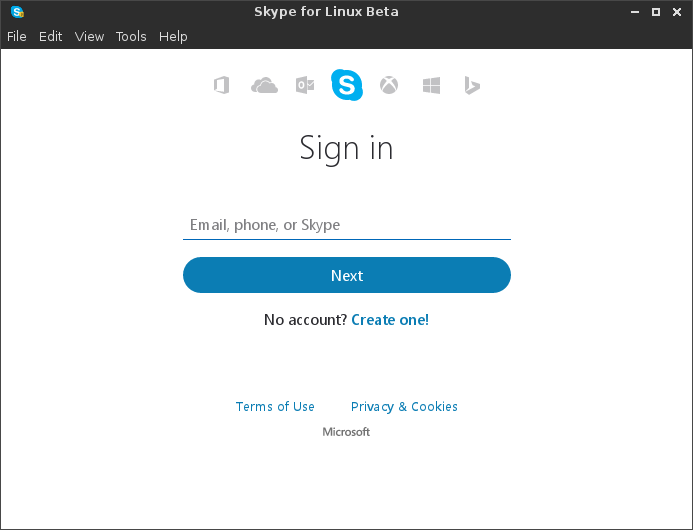 Skype for Linux Beta
File Edit View Tools Help
Sign in
Email, phone, or Skype
Next
No account? Create one!
Terms of Use Privacy & Cookies
Microsoft